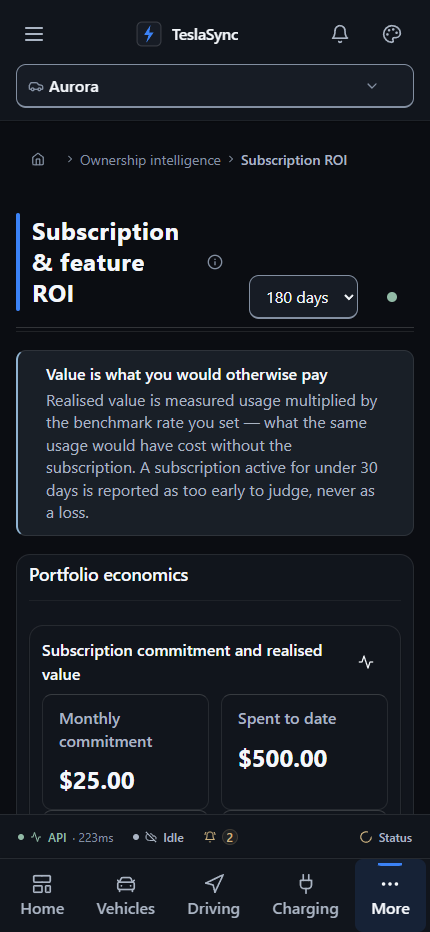 TeslaSync
Aurora
Ownership intelligence
Subscription ROI
Subscription
& feature
ROI
180 days
Value is what you would otherwise pay
Realised value is measured usage multiplied by
the benchmark rate you set — what the same
usage would have cost without the
subscription. A subscription active for under 30
days is reported as too early to judge, never as
a loss.
Portfolio economics
Subscription commitment and realised
value
Monthly
commitment
$25.00
Spent to date
$500.00
API · 223ms
Idle
2
Status
Home
Vehicles
Driving
Charging
More